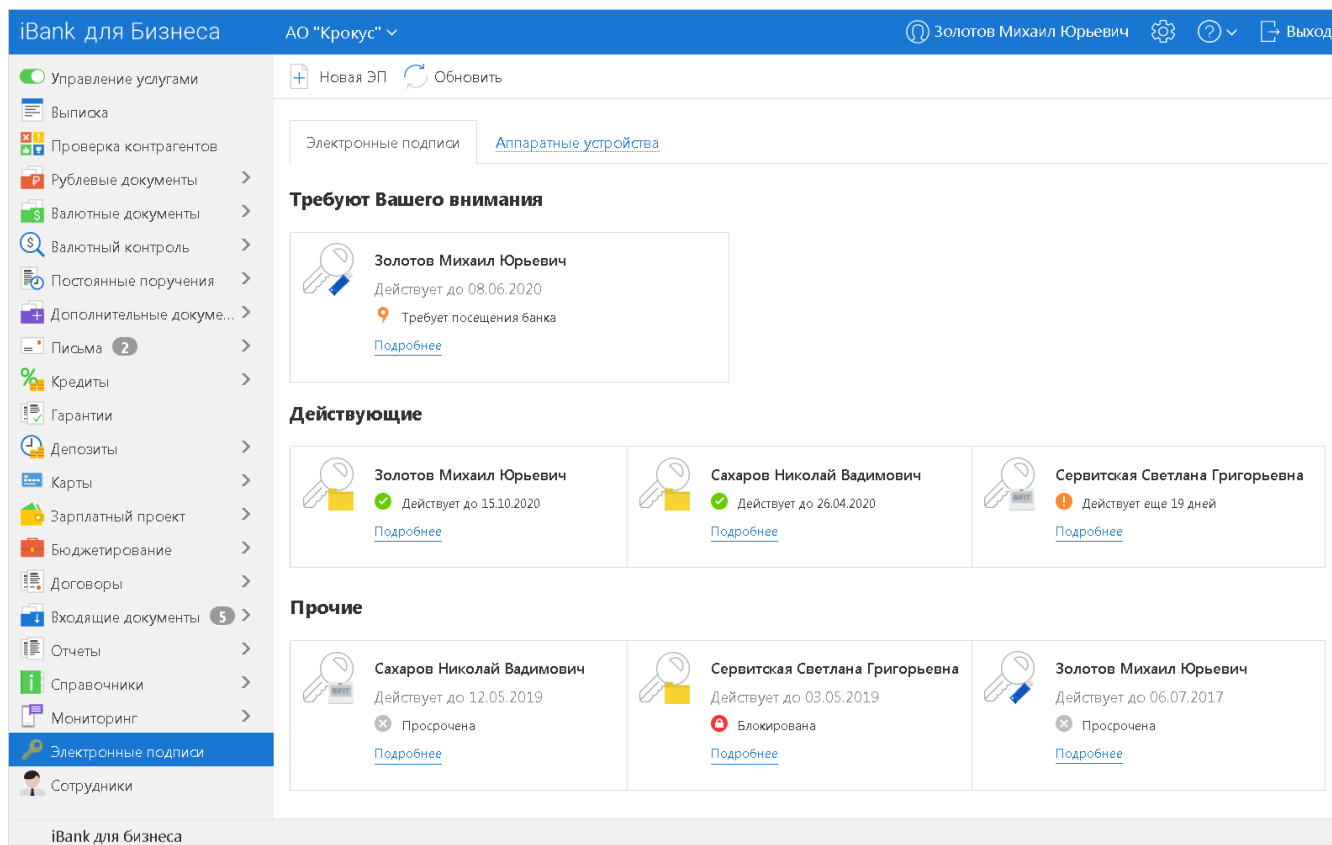 iBank для Бизнеса
АО "Крокус"
Золотов Михаил Юрьевич
Выход
Управление услугами
Выписка
Проверка контрагентов
Рублевые документы
Валютные документы
Валютный контроль
Постоянные поручения
Дополнительные докуме...
Письма 2
Кредиты
Гарантии
Депозиты
Карты
Зарплатный проект
Бюджетирование
Договоры
Входящие документы 5
Отчеты
Справочники
Мониторинг
Электронные подписи
Сотрудники
Новая ЭП Обновить
Электронные подписи Аппаратные устройства
Требуют Вашего внимания
Золотов Михаил Юрьевич
Действует до 08.06.2020
Требует посещения банка
Подробнее
Действующие
Золотов Михаил Юрьевич
Действует до 15.10.2020
Подробнее
Сахаров Николай Вадимович
Действует до 26.04.2020
Подробнее
BIFIT
Сервитская Светлана Григорьевна
Действует еще 19 дней
Подробнее
Прочие
BIFIT
Сахаров Николай Вадимович
Действует до 12.05.2019
Просрочена
Подробнее
Сервитская Светлана Григорьевна
Действует до 03.05.2019
Блокирована
Подробнее
Золотов Михаил Юрьевич
Действует до 06.07.2017
Просрочена
Подробнее
iBank для бизнеса